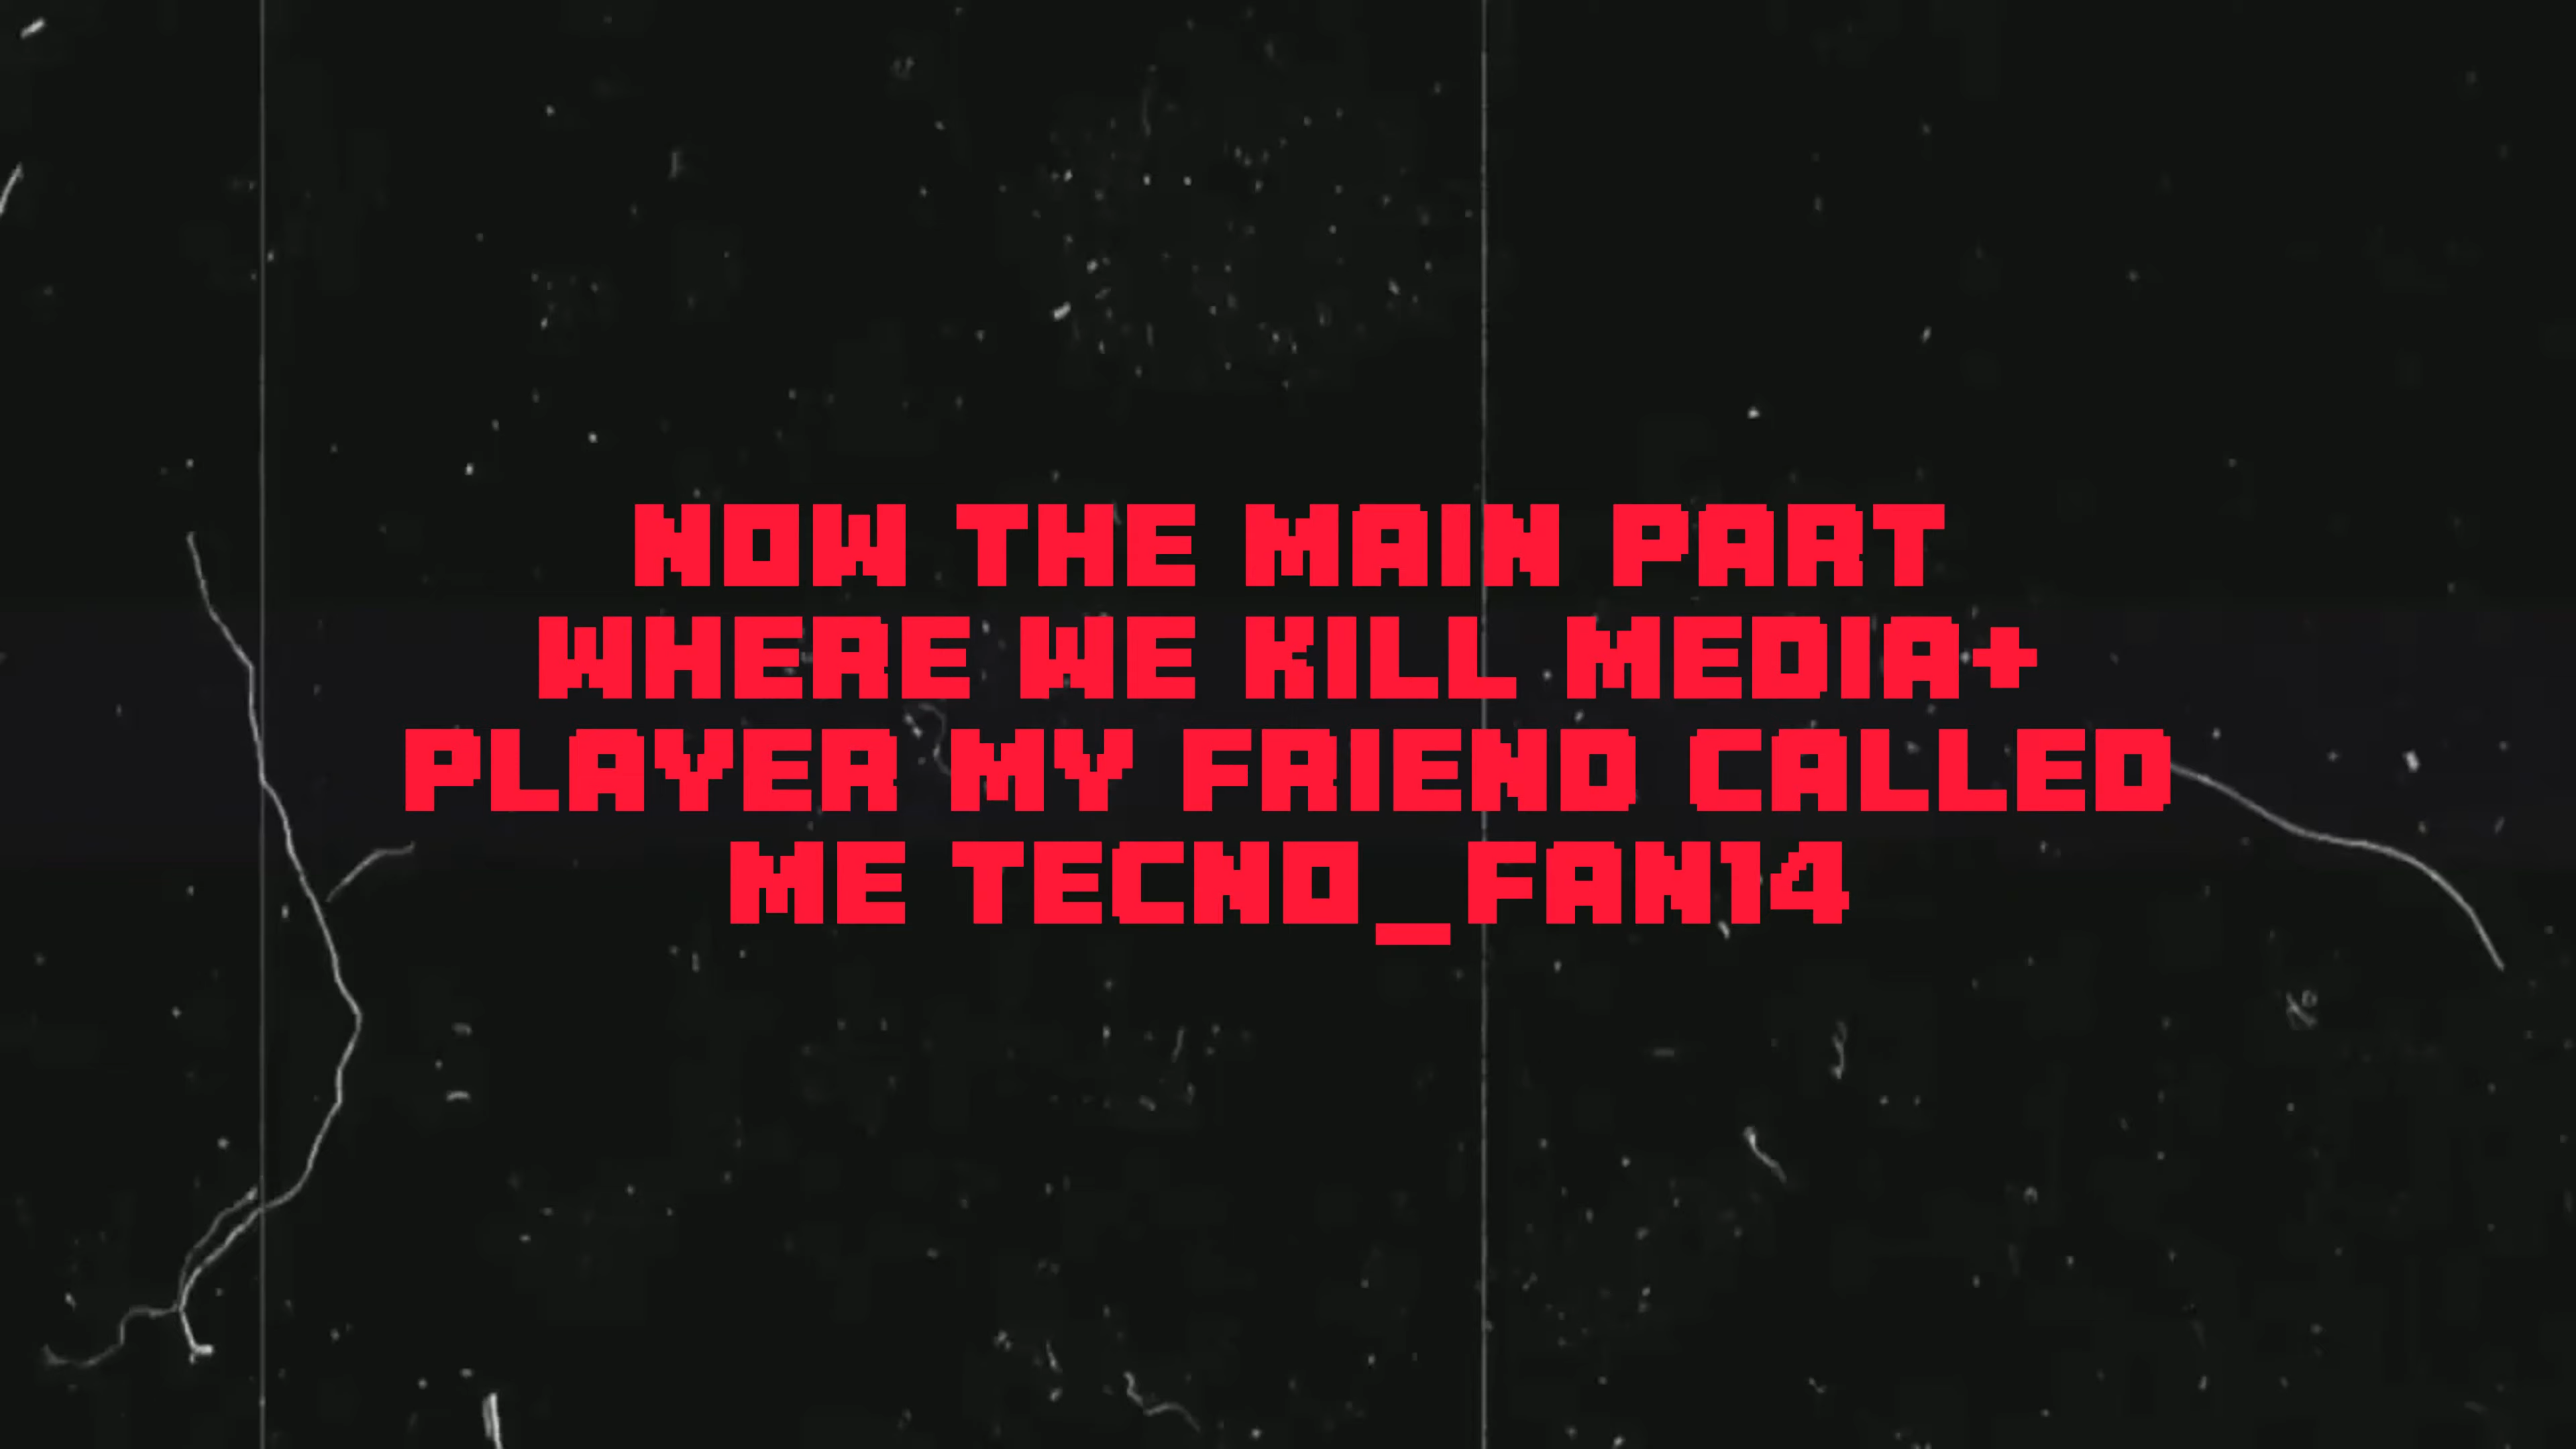 NOW THE MAIN PART
WHERE WE KILL MEDIA+
PLAYER MY FRIEND CALLED
ME TECNO_FAN14